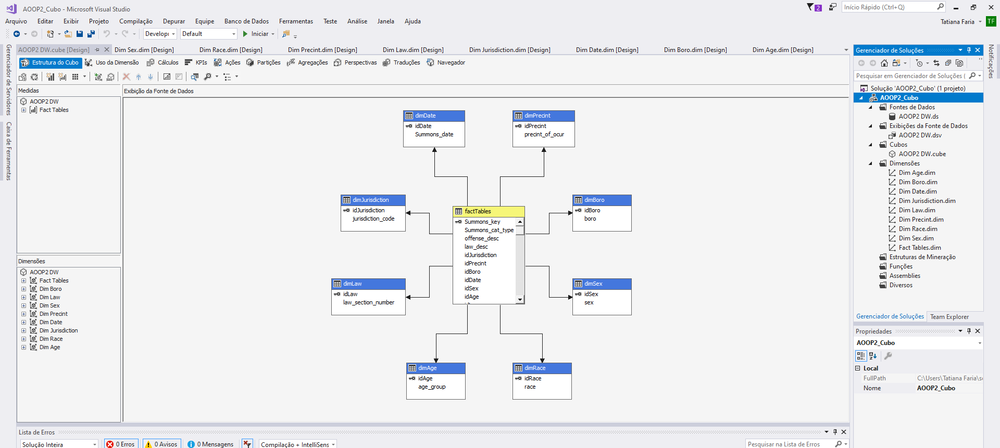 AOOP2_Cubo - Microsoft Visual Studio
2
Início Rápido (Ctrl+Q)
Arquivo Editar Exibir Projeto Compilação Depurar Equipe Banco de Dados Ferramentas Teste Análise Janela Ajuda
Tatiana Faria TF
Develop Default Iniciar
AOOP2 DW.cube [Design] Dim Sex.dim [Design] Dim Race.dim [Design] Dim Precint.dim [Design] Dim Law.dim [Design] Dim Jurisdiction.dim [Design] Dim Date.dim [Design] Dim Boro.dim [Design] Dim Age.dim [Design]
Estrutura do Cubo Uso da Dimensão Cálculos KPIs Ações Partições Agregações Perspectivas Traduções Navegador
Gerenciador de Servidores
Caixa de Ferramentas
Medidas
AOOP2 DW
Fact Tables
Dimensões
AOOP2 DW
Fact Tables
Dim Boro
Dim Law
Dim Sex
Dim Precint
Dim Date
Dim Jurisdiction
Dim Race
Dim Age
Exibição da Fonte de Dados
dimDate
idDate
Summons_date
dimPrecint
idPrecint
precint_of_ocur
dimJurisdiction
idJurisdiction
jurisdiction_code
factTables
Summons_key
Summons_cat_type
offense_desc
law_desc
idJurisdiction
idPrecint
idBoro
idDate
idSex
idAge
dimBoro
idBoro
boro
dimLaw
idLaw
law_section_number
dimSex
idSex
sex
dimAge
idAge
age_group
dimRace
idRace
race
Gerenciador de Soluções
Pesquisar em Gerenciador de Soluções (
Solução 'AOOP2_Cubo' (1 projeto)
AOOP2_Cubo
Fontes de Dados
AOOP2 DW.ds
Exibições da Fonte de Dados
AOOP2 DW.dsv
Cubos
AOOP2 DW.cube
Dimensões
Dim Age.dim
Dim Boro.dim
Dim Date.dim
Dim Jurisdiction.dim
Dim Law.dim
Dim Precint.dim
Dim Race.dim
Dim Sex.dim
Fact Tables.dim
Estruturas de Mineração
Funções
Assemblies
Diversos
Gerenciador de Soluções Team Explorer
Propriedades
AOOP2_Cubo
Local
FullPath C:\Users\Tatiana Faria\s
Nome AOOP2_Cubo
Notificações
Lista de Erros
Solução Inteira 0 Erros 0 Avisos 0 Mensagens Compilação + IntelliSens
Pesquisar na Lista de Erros